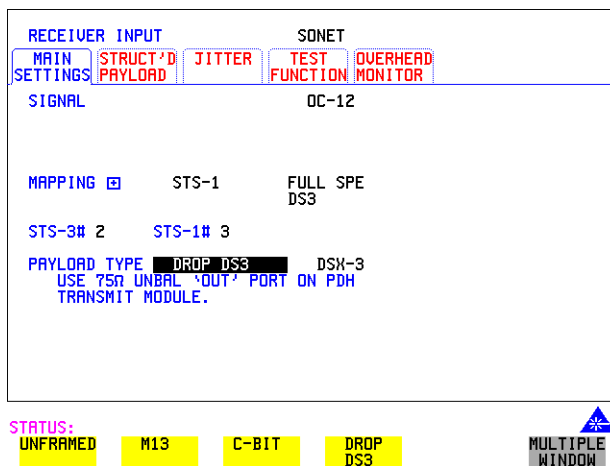 RECEIVER INPUT SONET
MAIN SETTINGS STRUCT'D PAYLOAD JITTER TEST FUNCTION OVERHEAD MONITOR
SIGNAL OC-12
MAPPING + STS-1 FULL SPE
DS3
STS-3# 2 STS-1# 3
PAYLOAD TYPE DROP DS3 DSX-3
USE 75Ω UNBAL 'OUT' PORT ON PDH
TRANSMIT MODULE.
STATUS:
UNFRAMED M13 C-BIT DROP DS3 MULTIPLE WINDOW